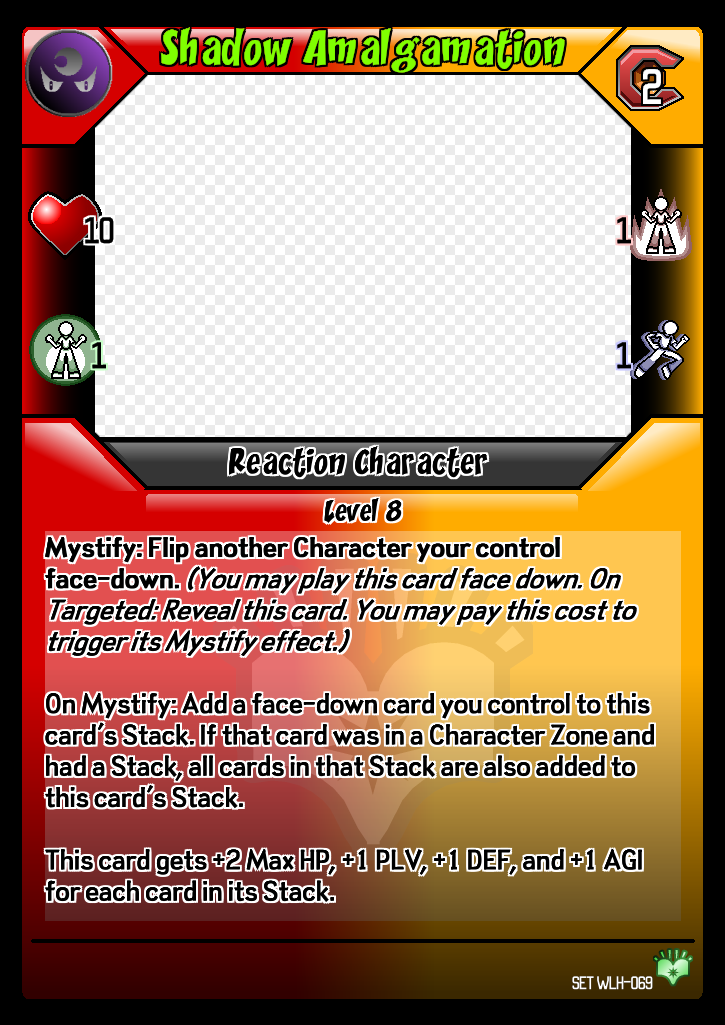 Shadow Amalgamation
2
10
1
1
1
Reaction Character
Level 8
Mystify: Flip another Character your control
face-down. (You may play this card face down. On
Targeted: Reveal this card. You may pay this cost to
trigger its Mystify effect.)
On Mystify: Add a face-down card you control to this
card's Stack. If that card was in a Character Zone and
had a Stack, all cards in that Stack are also added to
this card's Stack.
This card gets +2 Max HP, +1 PLV, +1 DEF, and +1 AGI
for each card in its Stack.
SET WLH-069